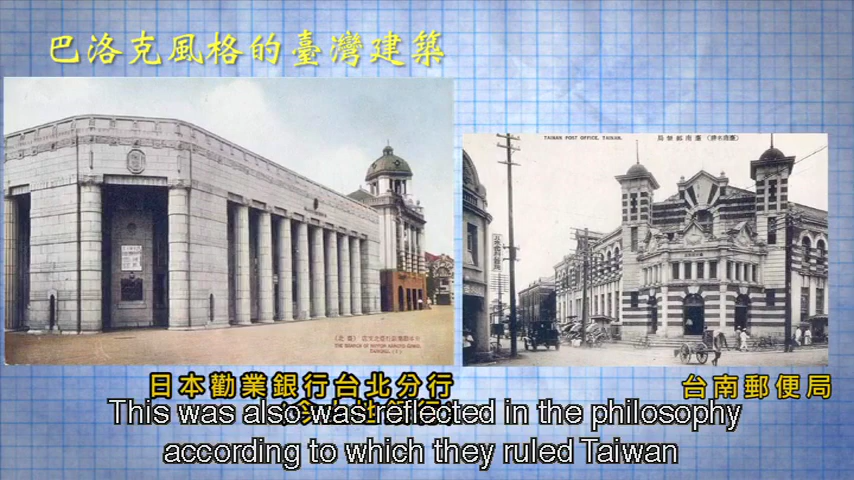 巴洛克風格的臺灣建築
TAINAN POST OFFICE, TAINAN.
日本勸業銀行台北分行
台南郵便局
This was also was reflected in the philosophy
according to which they ruled Taiwan